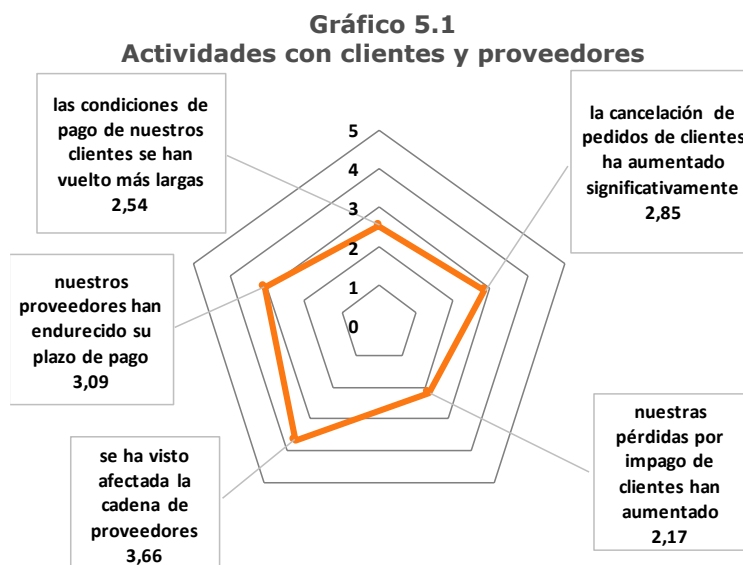 Gráfico 5.1
Actividades con clientes y proveedores
las condiciones de
pago de nuestros
clientes se han
vuelto más largas
2,54
la cancelación de
pedidos de clientes
ha aumentado
significativamente
2,85
5
4
3
2
1
0
nuestros
proveedores han
endurecido su
plazo de pago
3,09
nuestras
pérdidas por
impago de
clientes han
aumentado
2,17
se ha visto
afectada la
cadena de
proveedores
3,66